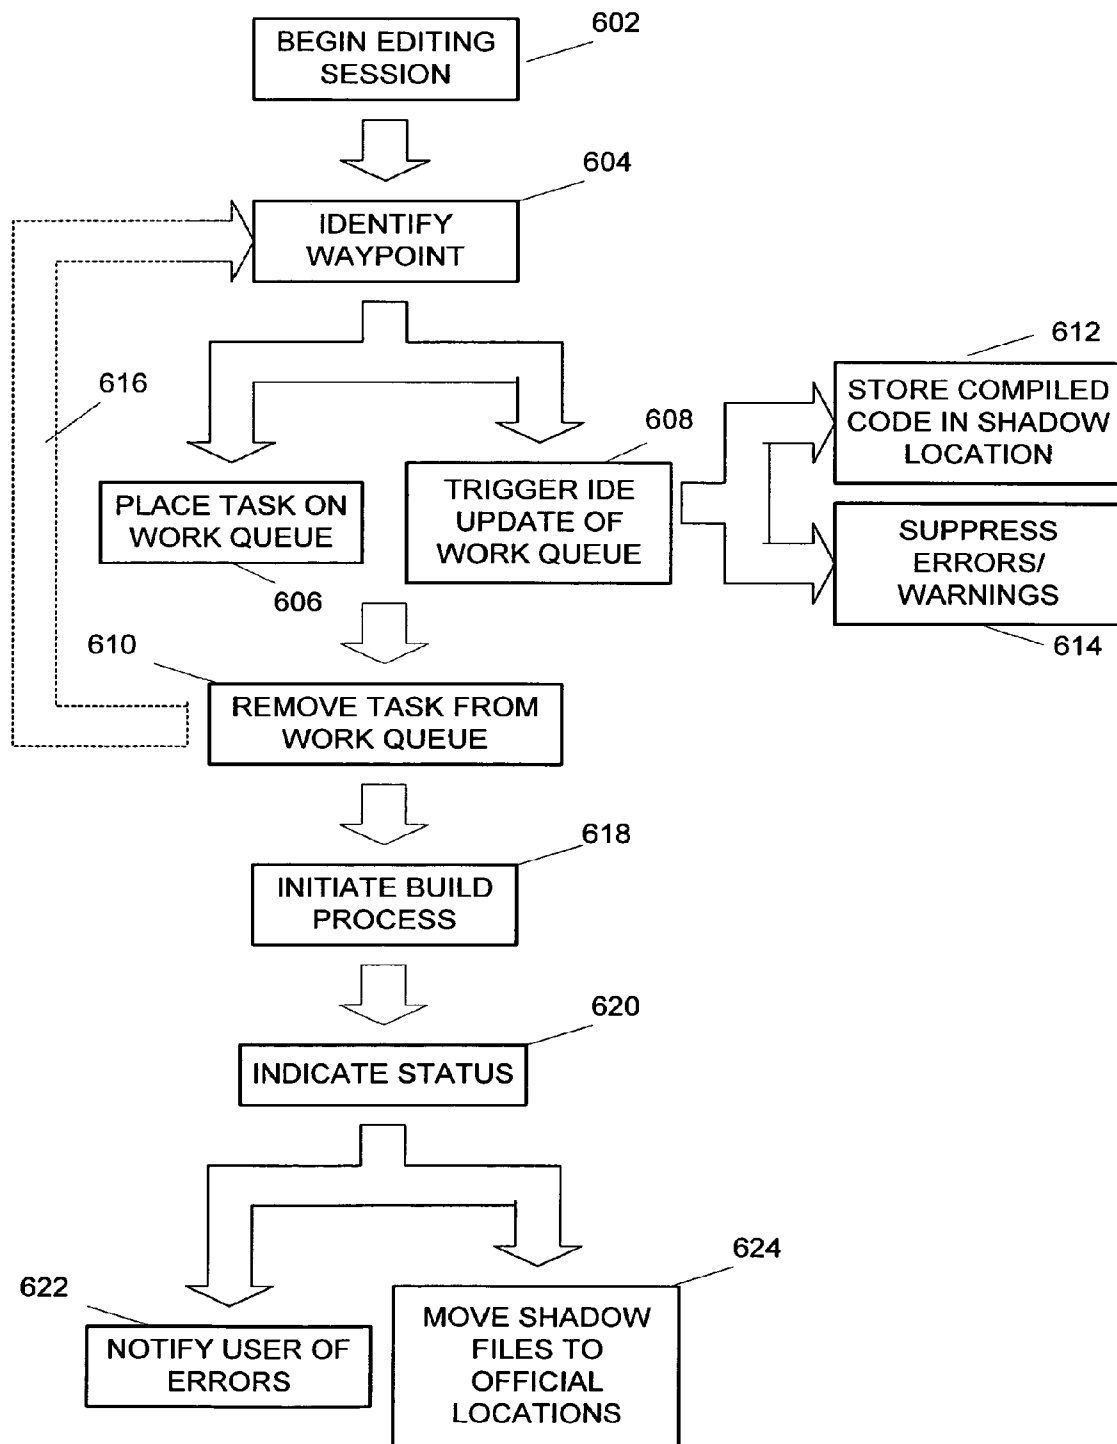 602
BEGIN EDITING
SESSION
604
IDENTIFY
WAYPOINT
616
612
STORE COMPILED
CODE IN SHADOW
LOCATION
608
PLACE TASK ON
WORK QUEUE
606
TRIGGER IDE
UPDATE OF
WORK QUEUE
SUPPRESS
ERRORS/
WARNINGS
614
610
REMOVE TASK FROM
WORK QUEUE
618
INITIATE BUILD
PROCESS
620
INDICATE STATUS
622
NOTIFY USER OF
ERRORS
624
MOVE SHADOW
FILES TO
OFFICIAL
LOCATIONS